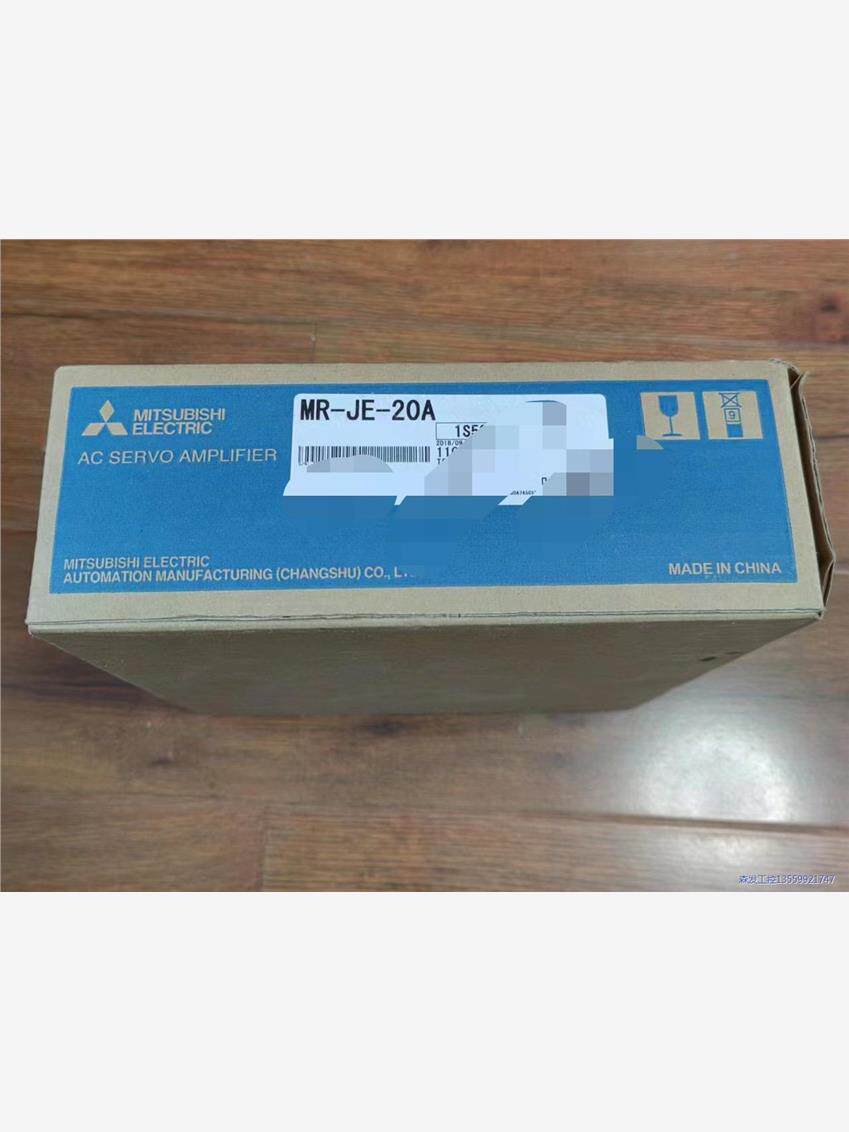 MITSUBISHI
ELECTRIC
AC SERVO AMPLIFIER
MR-JE-20A
MITSUBISHI ELECTRIC
AUTOMATION MANUFACTURING (CHANGSHU) CO.,
MADE IN CHINA
9
森发工控13559921747